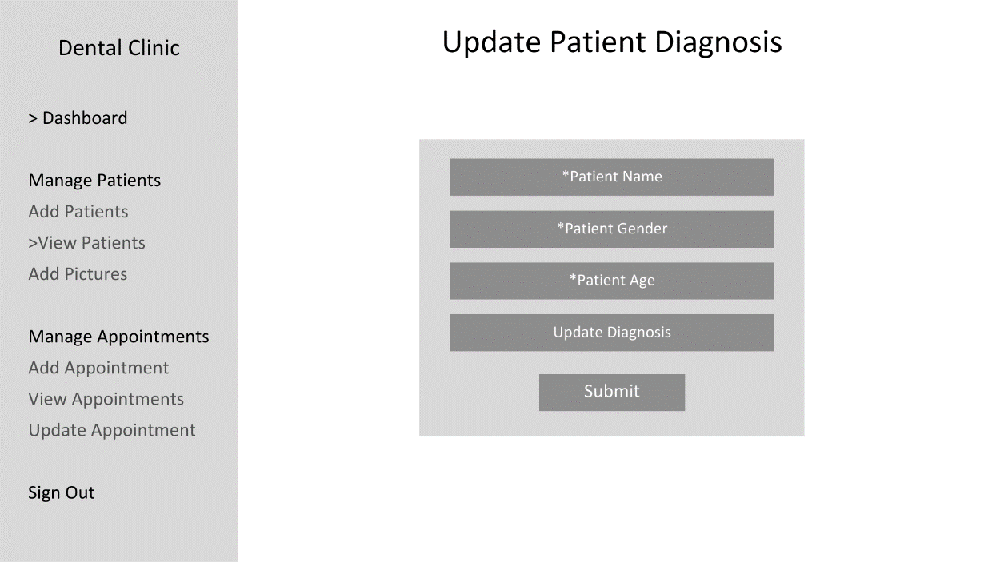 Dental Clinic
> Dashboard
Manage Patients
Add Patients
>View Patients
Add Pictures
Manage Appointments
Add Appointment
View Appointments
Update Appointment
Sign Out
Update Patient Diagnosis
*Patient Name
*Patient Gender
*Patient Age
Update Diagnosis
Submit